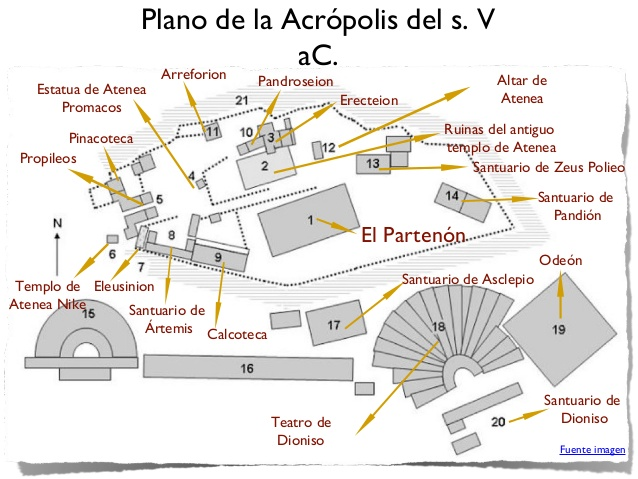 Plano de la Acrópolis del s. V
aC.
Arreforion
Pandroseion
Altar de
Atenea
Estatua de Atenea
Promacos
Erecteion
21
Pinacoteca
Ruinas del antiguo
templo de Atenea
Propileos
Santuario de Zeus Polieo
11
10
3
12
2
13
4
14
Santuario de
Pandión
5
1
N
8
El Partenón
6
7
9
Odeón
Templo de
Atenea Nike
Eleusinion
Santuario de
Ártemis
Calcoteca
Santuario de Asclepio
15
17
18
19
16
Teatro de
Dioniso
Santuario de
Dioniso
20
Fuente imagen